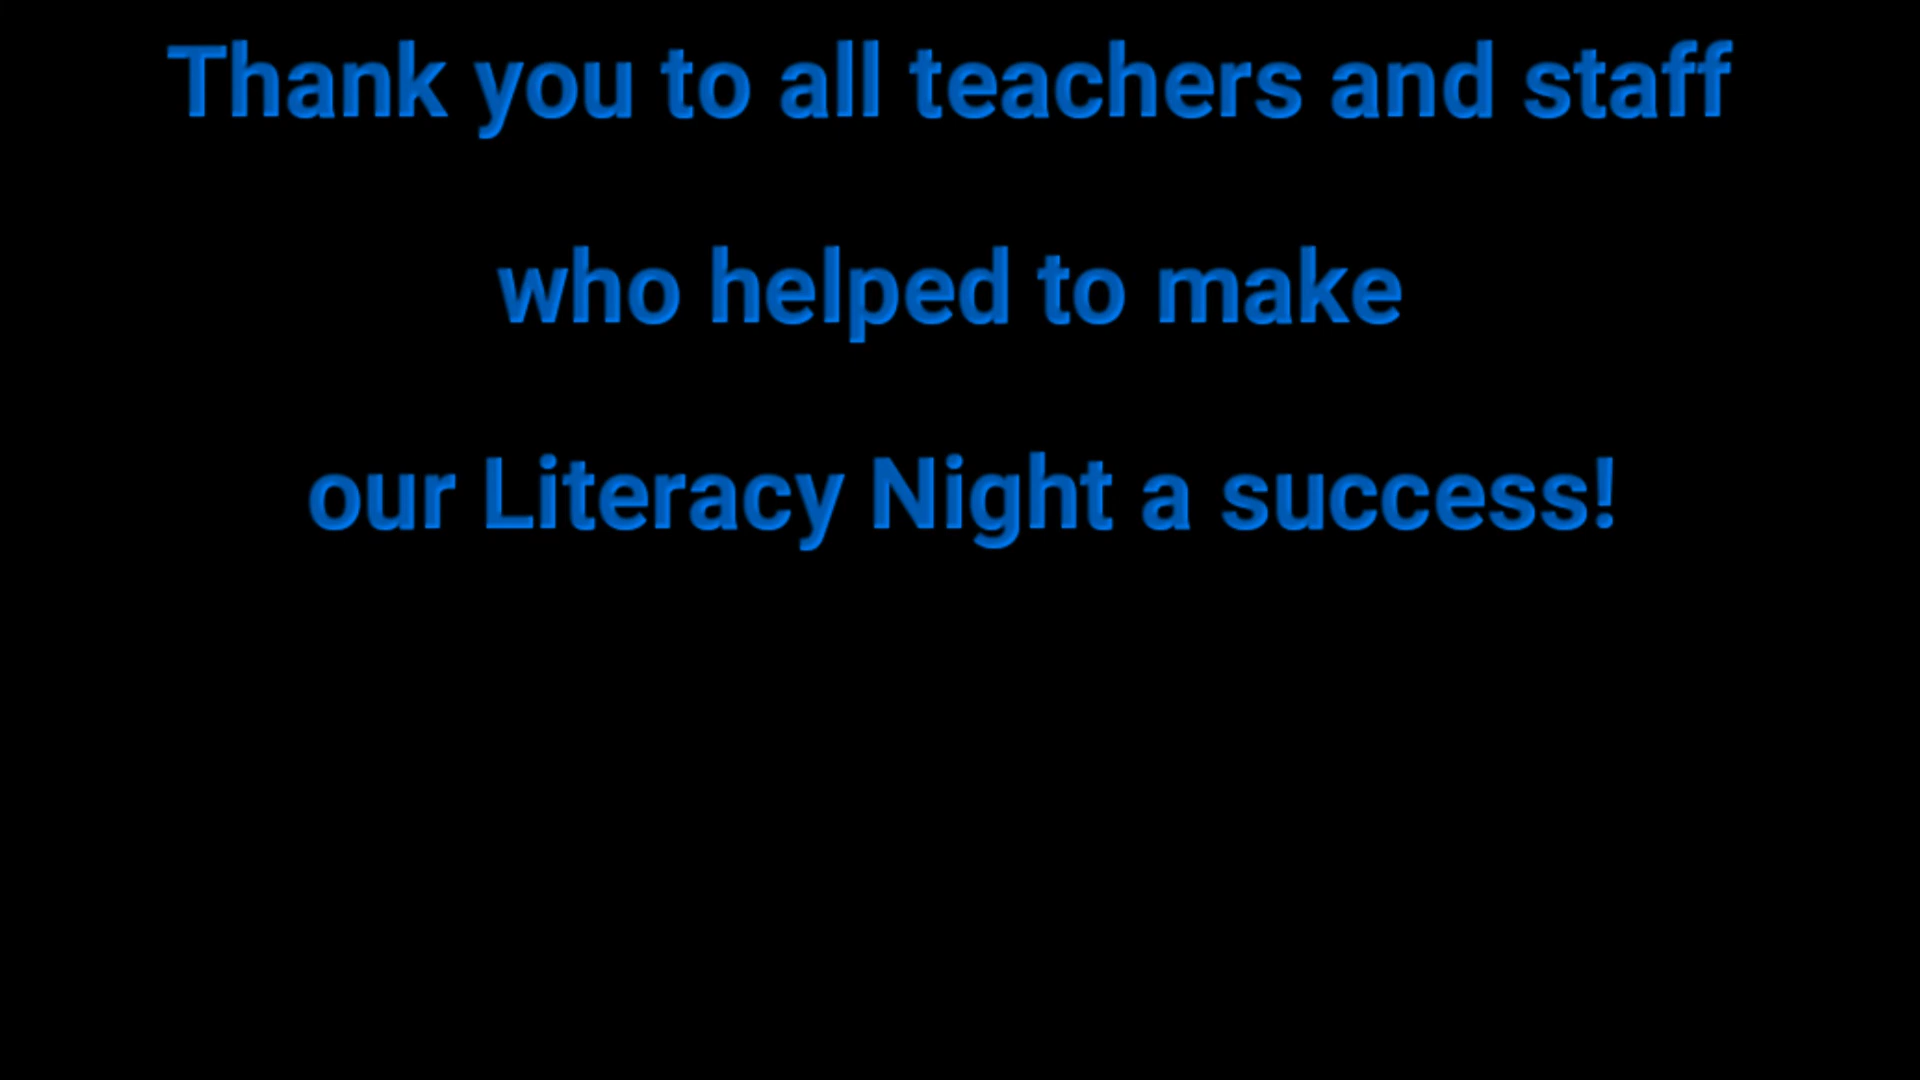 Thank you to all teachers and staff
who helped to make
our Literacy Night a success!